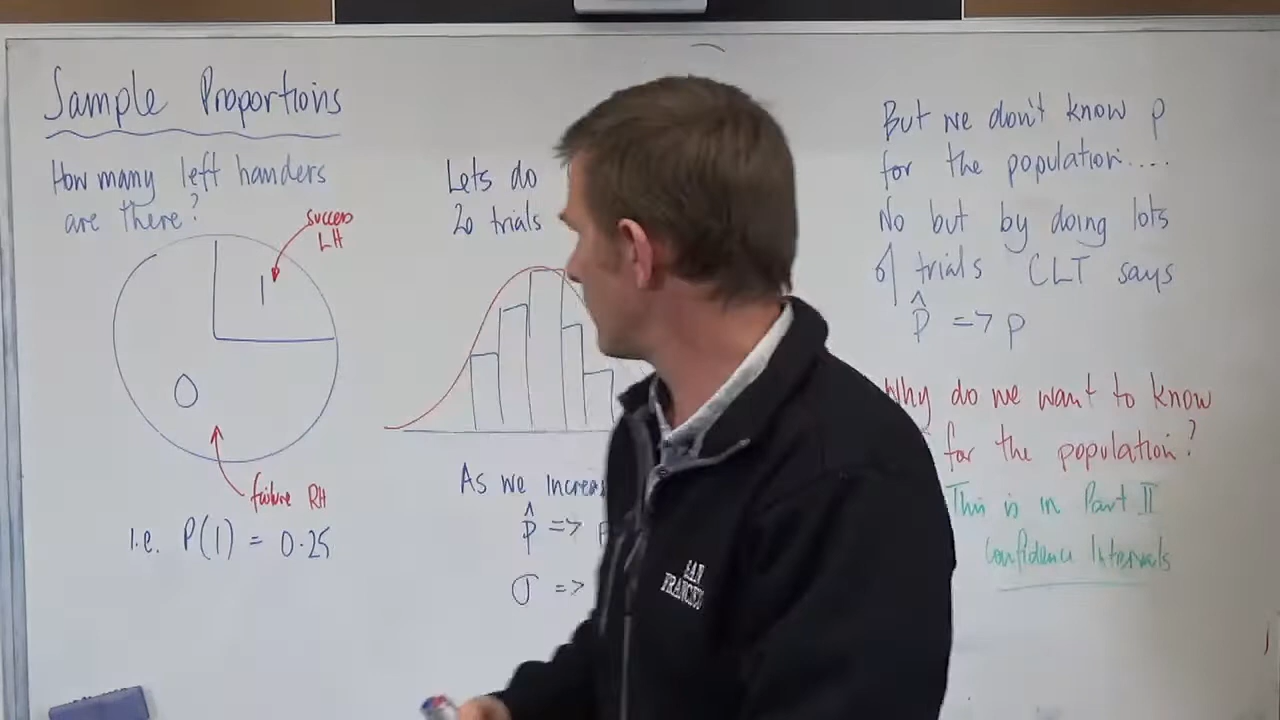 Sample Proportions
How many left handers
are there?
success
LH
1
0
failure RH
i.e. P(1) = 0.25
Lets do
20 trials
As we increas
p̂ =>
σ =>
But we don't know p
for the population....
No but by doing lots
of trials CLT says
p̂ => p
Why do we want to know
for the population?
This is in Part II
Confidence Intervals
SAN
FRANCISCO